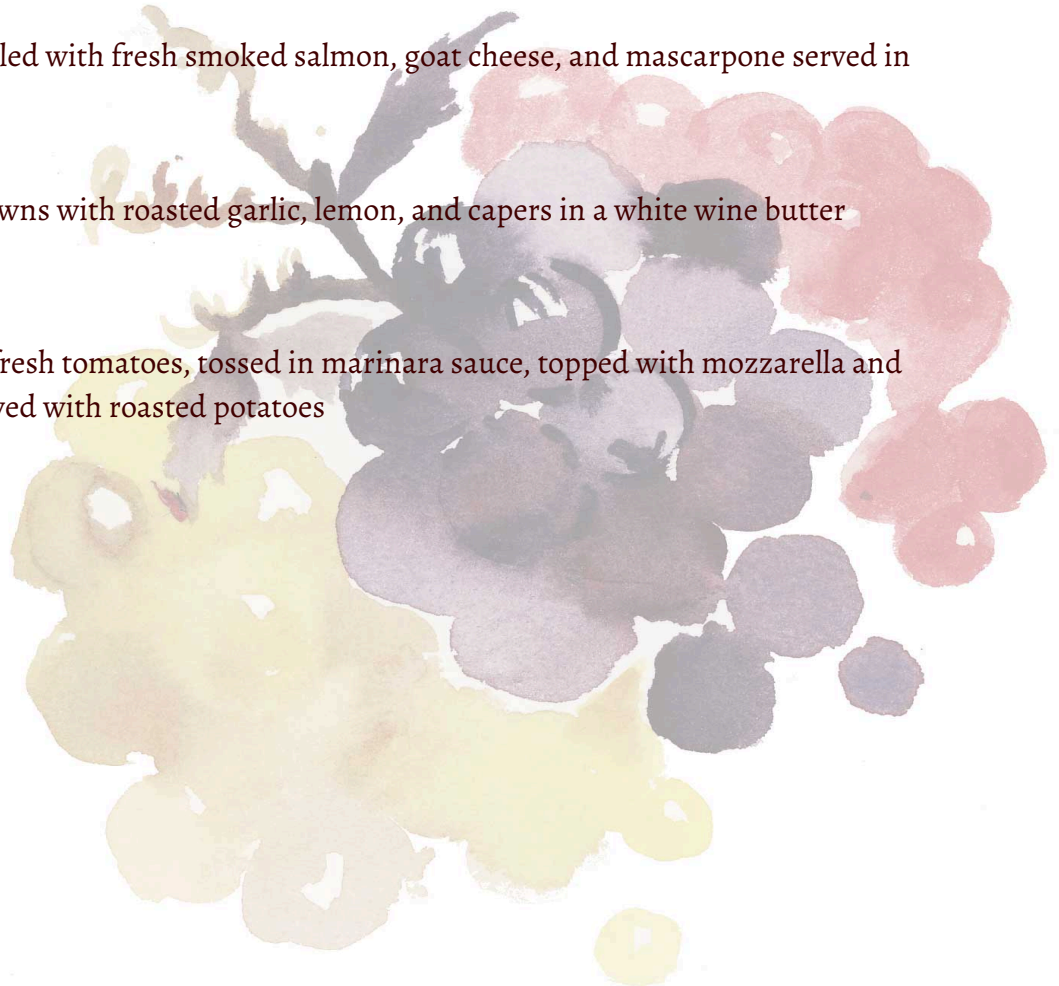 led with fresh smoked salmon, goat cheese, and mascarpone served in
wns with roasted garlic, lemon, and capers in a white wine butter
fresh tomatoes, tossed in marinara sauce, topped with mozzarella and
ved with roasted potatoes